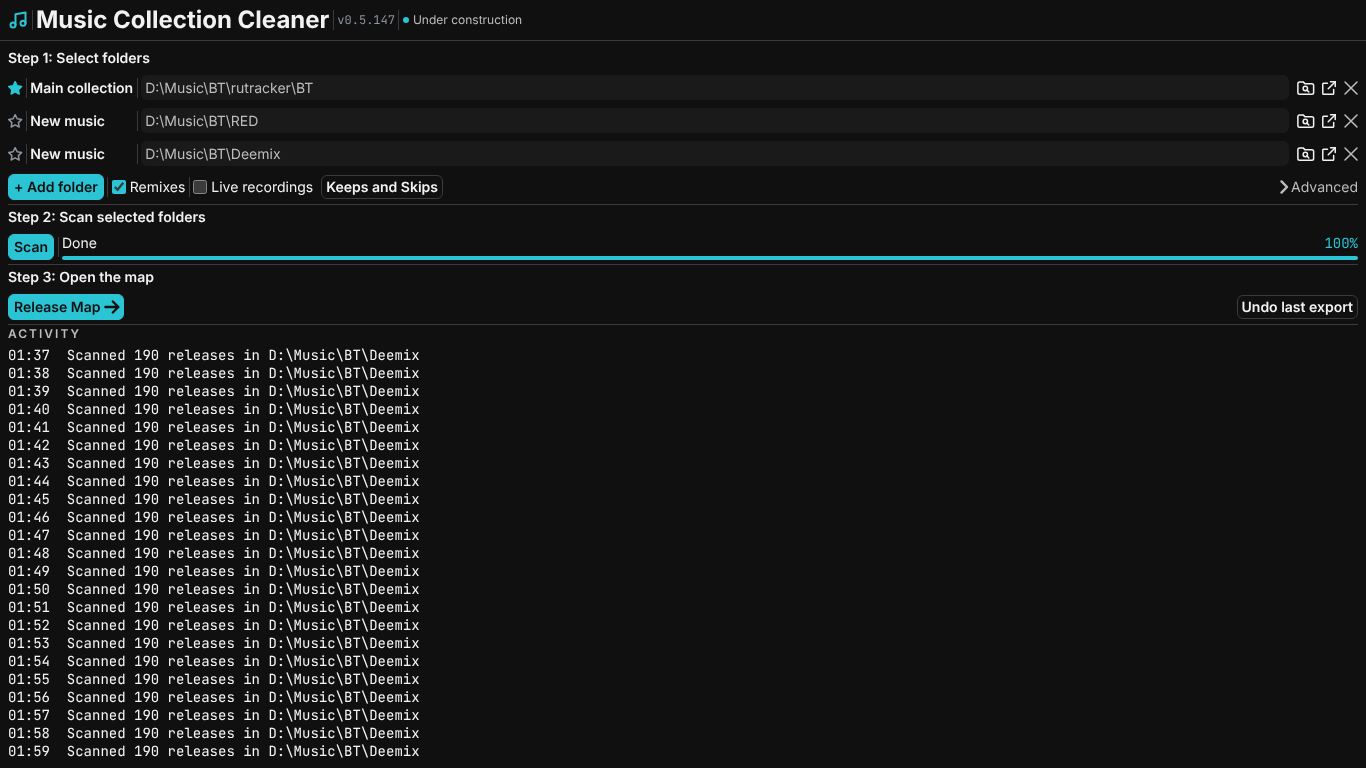 Music Collection Cleaner v0.5.147 Under construction
Step 1: Select folders
Main collection D:\Music\BT\rutracker\BT
New music D:\Music\BT\RED
New music D:\Music\BT\Deemix
+ Add folder Remixes Live recordings Keeps and Skips Advanced
Step 2: Scan selected folders
Scan Done 100%
Step 3: Open the map
Release Map Undo last export
ACTIVITY
01:37 Scanned 190 releases in D:\Music\BT\Deemix
01:38 Scanned 190 releases in D:\Music\BT\Deemix
01:39 Scanned 190 releases in D:\Music\BT\Deemix
01:40 Scanned 190 releases in D:\Music\BT\Deemix
01:41 Scanned 190 releases in D:\Music\BT\Deemix
01:42 Scanned 190 releases in D:\Music\BT\Deemix
01:43 Scanned 190 releases in D:\Music\BT\Deemix
01:44 Scanned 190 releases in D:\Music\BT\Deemix
01:45 Scanned 190 releases in D:\Music\BT\Deemix
01:46 Scanned 190 releases in D:\Music\BT\Deemix
01:47 Scanned 190 releases in D:\Music\BT\Deemix
01:48 Scanned 190 releases in D:\Music\BT\Deemix
01:49 Scanned 190 releases in D:\Music\BT\Deemix
01:50 Scanned 190 releases in D:\Music\BT\Deemix
01:51 Scanned 190 releases in D:\Music\BT\Deemix
01:52 Scanned 190 releases in D:\Music\BT\Deemix
01:53 Scanned 190 releases in D:\Music\BT\Deemix
01:54 Scanned 190 releases in D:\Music\BT\Deemix
01:55 Scanned 190 releases in D:\Music\BT\Deemix
01:56 Scanned 190 releases in D:\Music\BT\Deemix
01:57 Scanned 190 releases in D:\Music\BT\Deemix
01:58 Scanned 190 releases in D:\Music\BT\Deemix
01:59 Scanned 190 releases in D:\Music\BT\Deemix